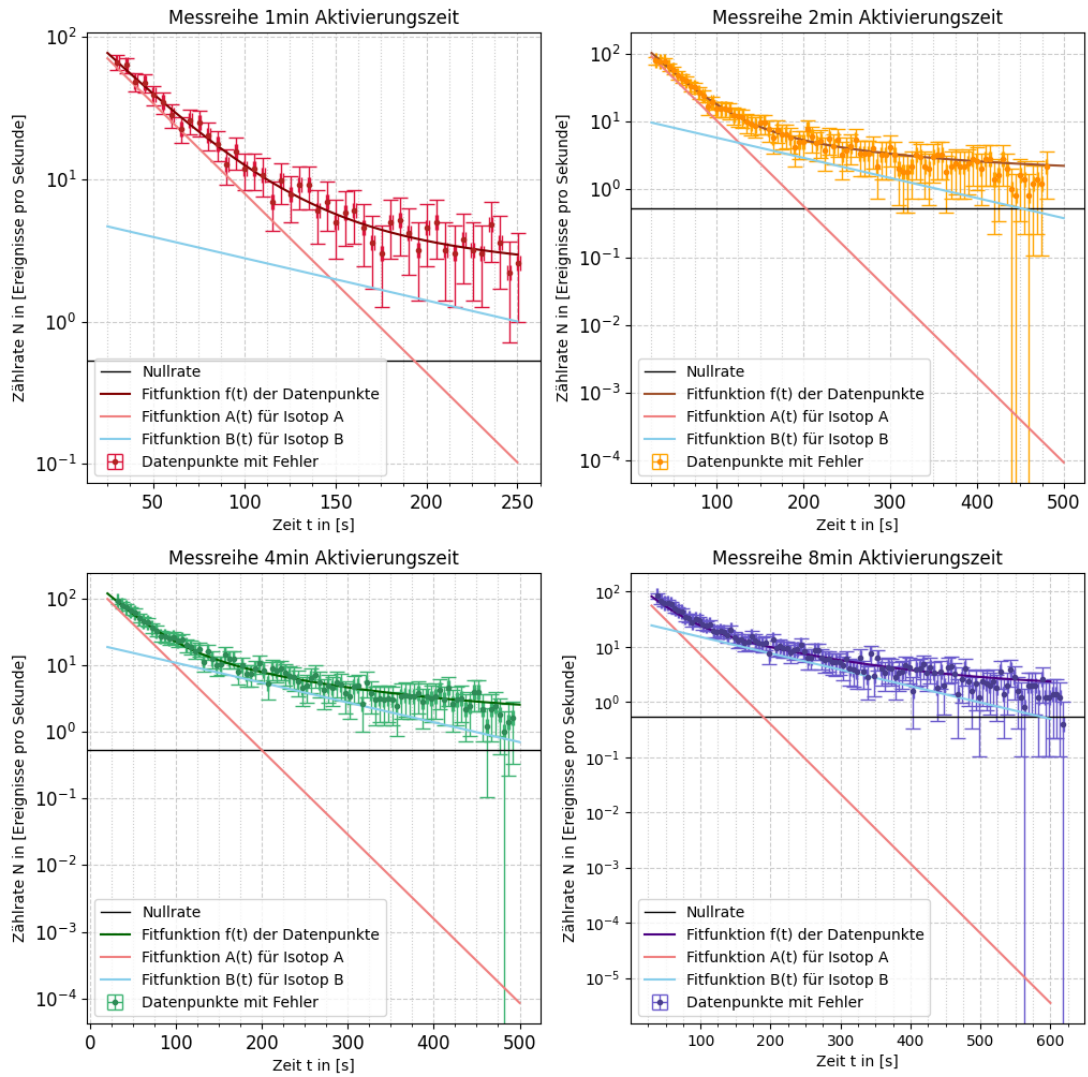 Messreihe 1min Aktivierungszeit
Zählrate N in [Ereignisse pro Sekunde]
10²
10¹
10⁰
10⁻¹
Nullrate
Fitfunktion f(t) der Datenpunkte
Fitfunktion A(t) für Isotop A
Fitfunktion B(t) für Isotop B
Datenpunkte mit Fehler
50 100 150 200 250
Zeit t in [s]
Messreihe 2min Aktivierungszeit
Zählrate N in [Ereignisse pro Sekunde]
10²
10¹
10⁰
10⁻¹
10⁻²
10⁻³
10⁻⁴
Nullrate
Fitfunktion f(t) der Datenpunkte
Fitfunktion A(t) für Isotop A
Fitfunktion B(t) für Isotop B
Datenpunkte mit Fehler
100 200 300 400 500
Zeit t in [s]
Messreihe 4min Aktivierungszeit
Zählrate N in [Ereignisse pro Sekunde]
10²
10¹
10⁰
10⁻¹
10⁻²
10⁻³
10⁻⁴
Nullrate
Fitfunktion f(t) der Datenpunkte
Fitfunktion A(t) für Isotop A
Fitfunktion B(t) für Isotop B
Datenpunkte mit Fehler
0 100 200 300 400 500
Zeit t in [s]
Messreihe 8min Aktivierungszeit
Zählrate N in [Ereignisse pro Sekunde]
10²
10¹
10⁰
10⁻¹
10⁻²
10⁻³
10⁻⁴
10⁻⁵
Nullrate
Fitfunktion f(t) der Datenpunkte
Fitfunktion A(t) für Isotop A
Fitfunktion B(t) für Isotop B
Datenpunkte mit Fehler
100 200 300 400 500 600
Zeit t in [s]